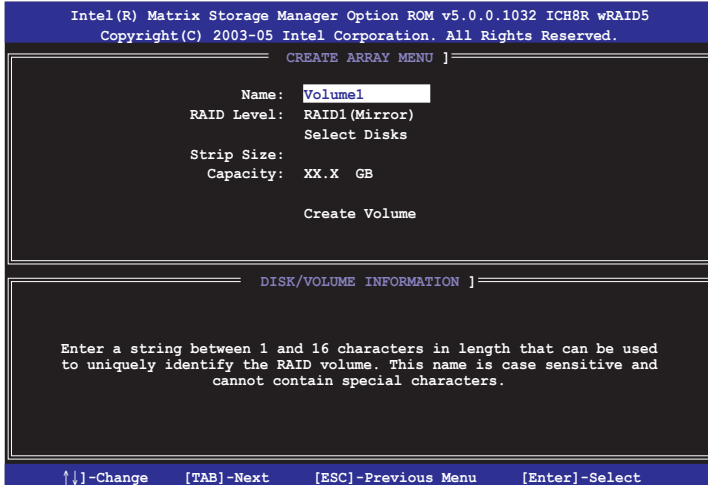 Intel(R) Matrix Storage Manager Option ROM v5.0.0.1032 ICH8R wRAID5
Copyright(C) 2003-05 Intel Corporation. All Rights Reserved.
CREATE ARRAY MENU ]
Name: Volume1
RAID Level: RAID1(Mirror)
Select Disks
Strip Size:
Capacity: XX.X GB
Create Volume
DISK/VOLUME INFORMATION ]
Enter a string between 1 and 16 characters in length that can be used
to uniquely identify the RAID volume. This name is case sensitive and
cannot contain special characters.
↑↓]-Change [TAB]-Next [ESC]-Previous Menu [Enter]-Select